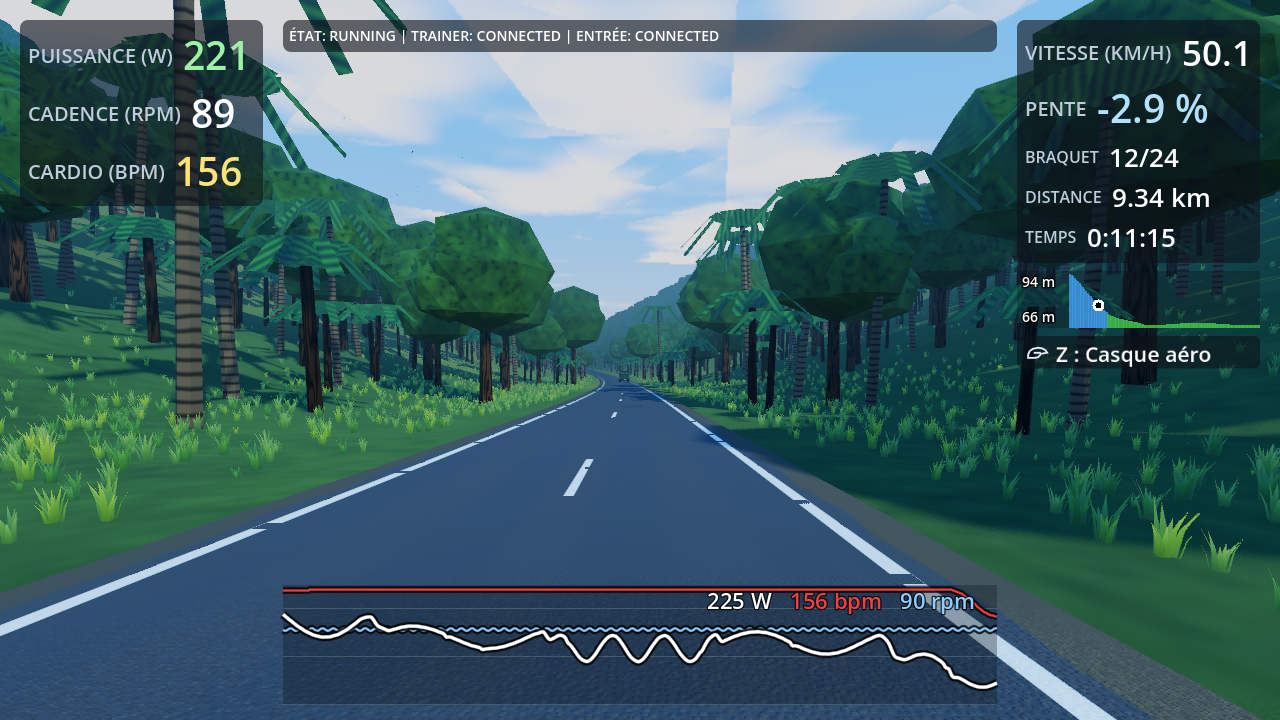 PUISSANCE (W) 221
CADENCE (RPM) 89
CARDIO (BPM) 156
ÉTAT: RUNNING | TRAINER: CONNECTED | ENTRÉE: CONNECTED
VITESSE (KM/H) 50.1
PENTE -2.9 %
BRAQUET 12/24
DISTANCE 9.34 km
TEMPS 0:11:15
94 m
66 m
Z : Casque aéro
225 W 156 bpm 90 rpm